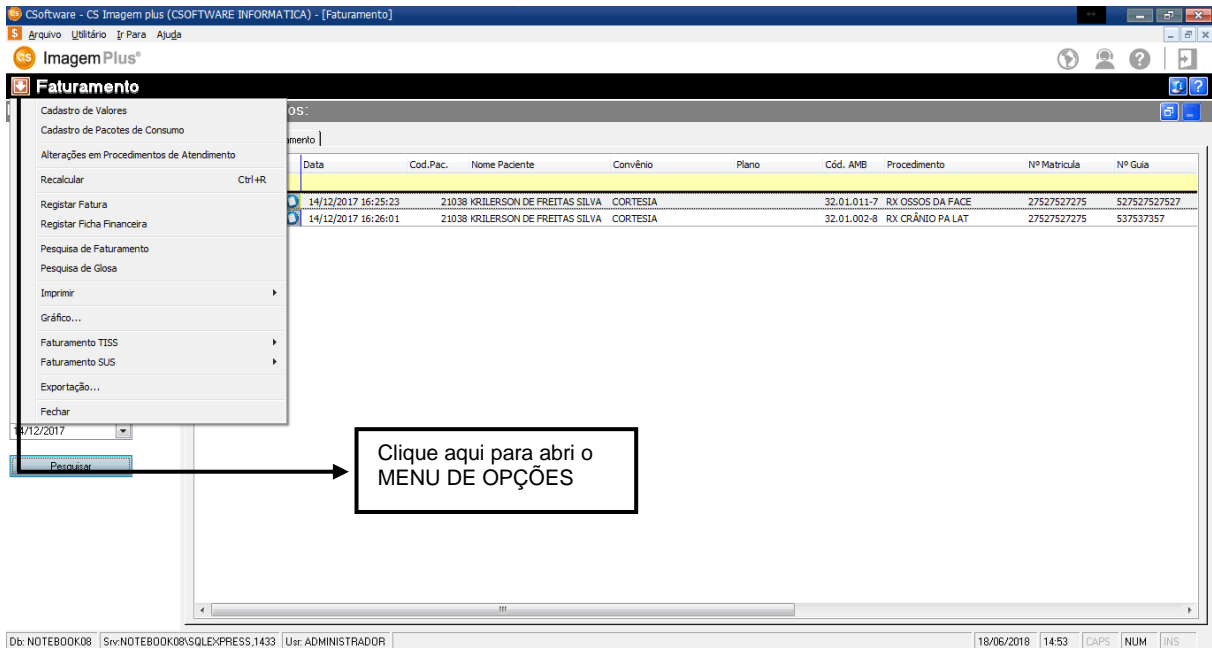 CSoftware - CS Imagem plus (CSOFTWARE INFORMATICA) - [Faturamento]
Arquivo Utilitário Ir Para Ajuda
cs ImagemPlus®
Faturamento
os:
Cadastro de Valores
Cadastro de Pacotes de Consumo
amento
Alterações em Procedimentos de Atendimento
Data Cod.Pac. Nome Paciente Convênio Plano Cód. AMB Procedimento Nº Matricula Nº Guia
Recalcular Ctrl+R
Registar Fatura
14/12/2017 16:25:23 21038 KRILERSON DE FREITAS SILVA CORTESIA 32.01.011-7 RX OSSOS DA FACE 27527527275 527527527527
Registar Ficha Financeira
14/12/2017 16:26:01 21038 KRILERSON DE FREITAS SILVA CORTESIA 32.01.002-8 RX CRÂNIO PA LAT 27527527275 537537357
Pesquisa de Faturamento
Pesquisa de Glosa
Imprimir
Gráfico...
Faturamento TISS
Faturamento SUS
Exportação...
Fechar
14/12/2017
Pesquisar
Clique aqui para abri o
MENU DE OPÇÕES
Db: NOTEBOOK08 Srv:NOTEBOOK08\SQLEXPRESS,1433 Usr: ADMINISTRADOR 18/06/2018 14:53 CAPS NUM INS